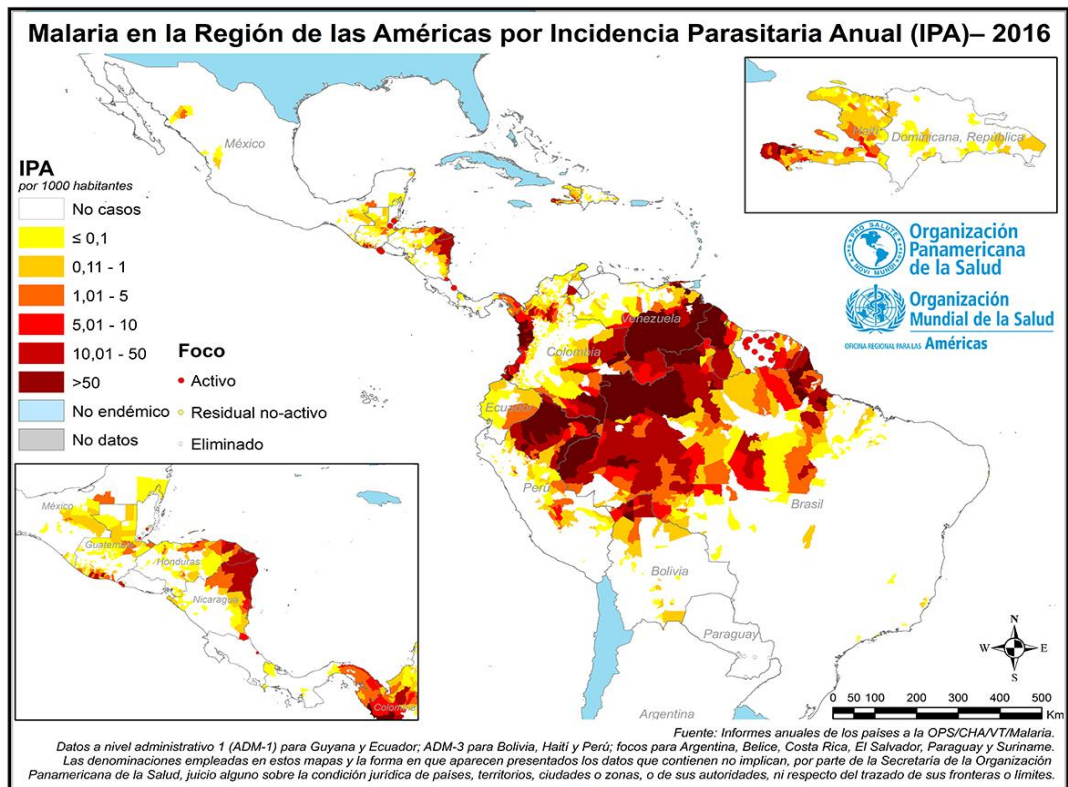 Malaria en la Región de las Américas por Incidencia Parasitaria Anual (IPA)– 2016
México
Haití
Dominicana, República
IPA
por 1000 habitantes
No casos
≤ 0,1
0,11 - 1
1,01 - 5
5,01 - 10
10,01 - 50
>50
No endémico
No datos
Foco
Activo
Residual no-activo
Eliminado
PRO SALUTE
NOVI MUNDI
Organización
Panamericana
de la Salud
Organización
Mundial de la Salud
OFICINA REGIONAL PARA LAS Américas
Venezuela
Colombia
Ecuador
Perú
Brasil
Bolivia
Paraguay
Argentina
México
Guatemala
Honduras
Nicaragua
Colombia
N
W E
S
0 50 100 200 300 400 500
Km
Fuente: Informes anuales de los países a la OPS/CHA/VT/Malaria.
Datos a nivel administrativo 1 (ADM-1) para Guyana y Ecuador; ADM-3 para Bolivia, Haití y Perú; focos para Argentina, Belice, Costa Rica, El Salvador, Paraguay y Suriname.
Las denominaciones empleadas en estos mapas y la forma en que aparecen presentados los datos que contienen no implican, por parte de la Secretaría de la Organización
Panamericana de la Salud, juicio alguno sobre la condición jurídica de países, territorios, ciudades o zonas, o de sus autoridades, ni respecto del trazado de sus fronteras o límites.